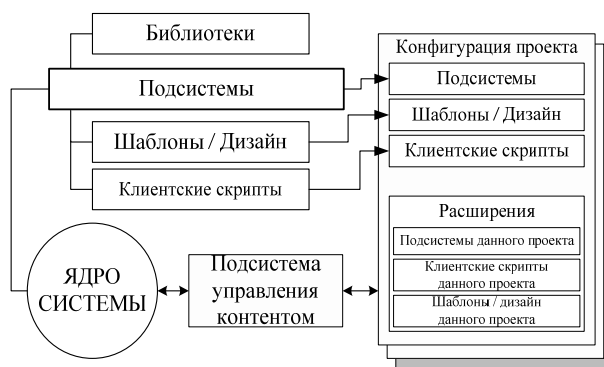 Библиотеки
Подсистемы
Шаблоны / Дизайн
Клиентские скрипты
ЯДРО
СИСТЕМЫ
Подсистема
управления
контентом
Конфигурация проекта
Подсистемы
Шаблоны / Дизайн
Клиентские скрипты
Расширения
Подсистемы данного проекта
Клиентские скрипты
данного проекта
Шаблоны / дизайн
данного проекта